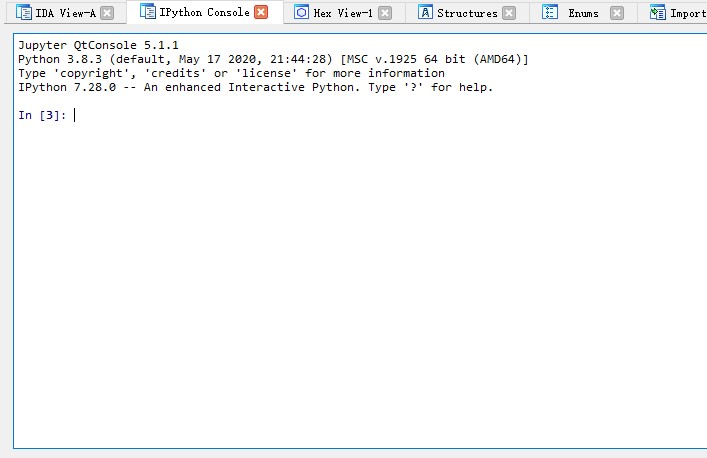 IDA View-A IPython Console Hex View-1 Structures Enums Import
Jupyter QtConsole 5.1.1
Python 3.8.3 (default, May 17 2020, 21:44:28) [MSC v.1925 64 bit (AMD64)]
Type 'copyright', 'credits' or 'license' for more information
IPython 7.28.0 -- An enhanced Interactive Python. Type '?' for help.
In [3]: